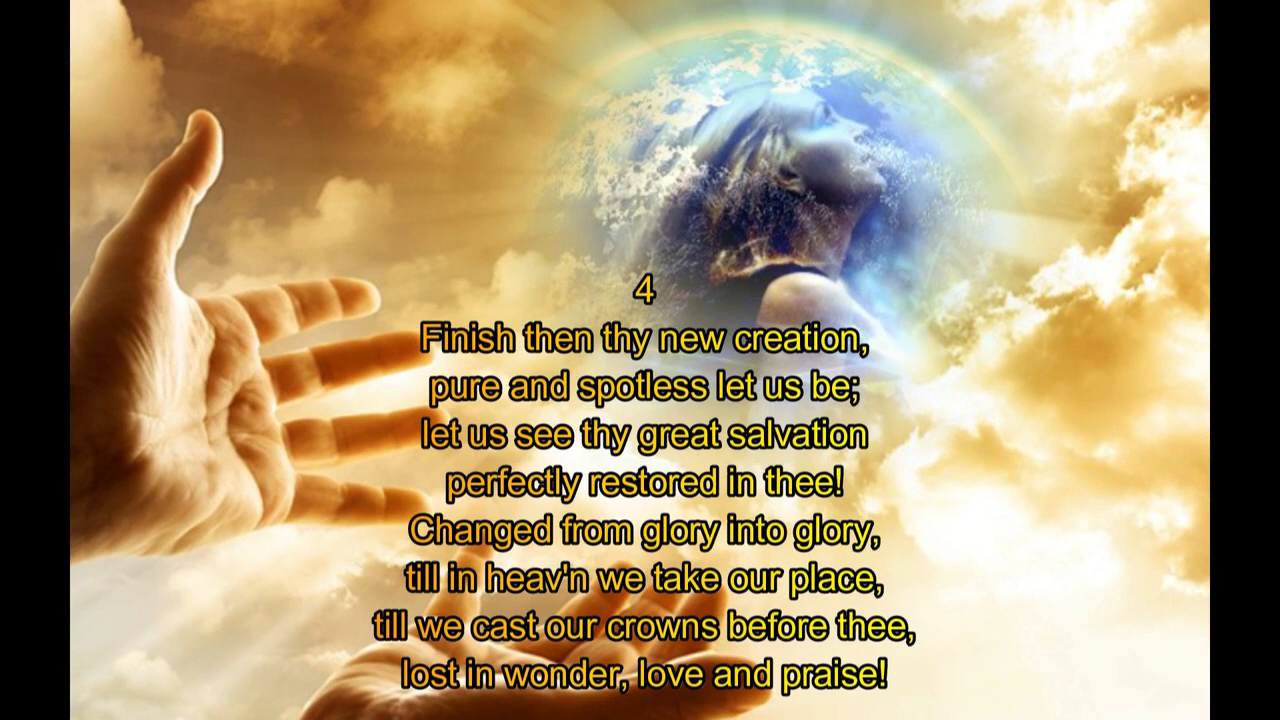 4
Finish then thy new creation,
pure and spotless let us be;
let us see thy great salvation
perfectly restored in thee!
Changed from glory into glory,
till in heav'n we take our place,
till we cast our crowns before thee,
lost in wonder, love and praise!